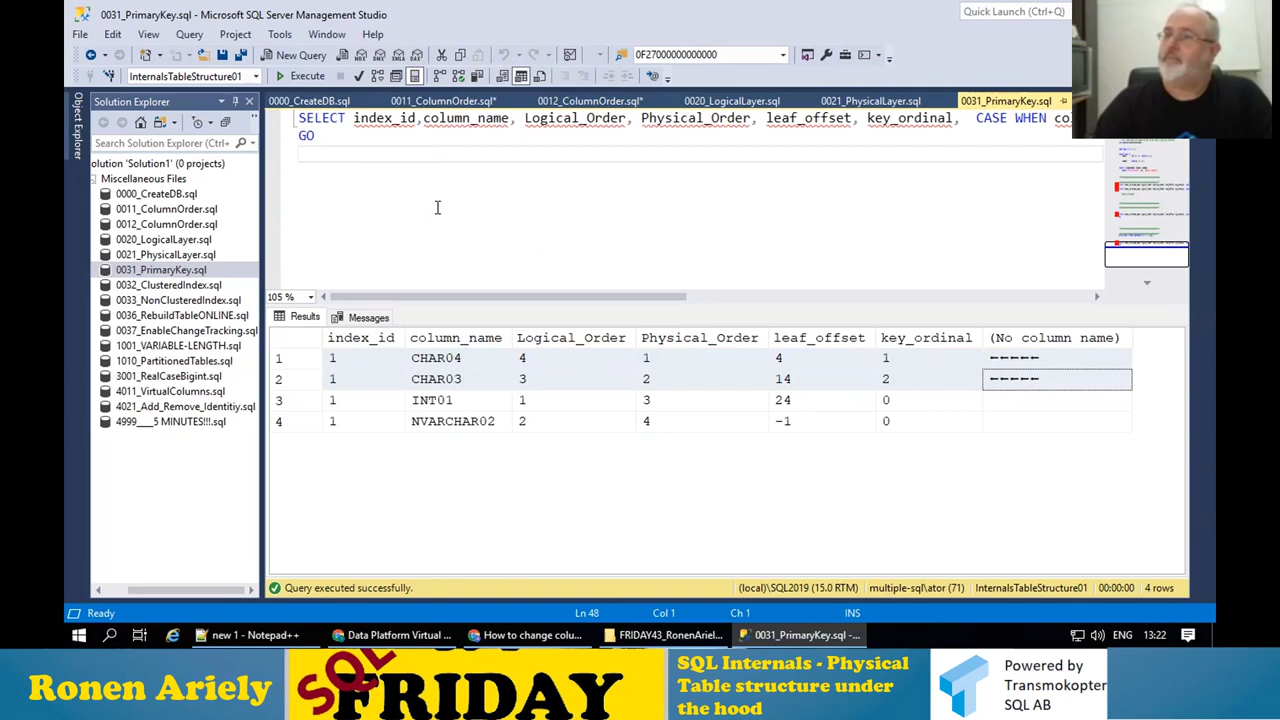 0031_PrimaryKey.sql - Microsoft SQL Server Management Studio
Quick Launch (Ctrl+Q)
File Edit View Query Project Tools Window Help
New Query 0F27000000000000
InternalsTableStructure01 Execute
Object Explorer
Solution Explorer
0000_CreateDB.sql 0011_ColumnOrder.sql* 0012_ColumnOrder.sql* 0020_LogicalLayer.sql 0021_PhysicalLayer.sql 0031_PrimaryKey.sql
SELECT index_id,column_name, Logical_Order, Physical_Order, leaf_offset, key_ordinal, CASE WHEN col
GO
Search Solution Explorer (Ctrl+
olution 'Solution1' (0 projects)
Miscellaneous Files
0000_CreateDB.sql
0011_ColumnOrder.sql
0012_ColumnOrder.sql
0020_LogicalLayer.sql
0021_PhysicalLayer.sql
0031_PrimaryKey.sql
0032_ClusteredIndex.sql
0033_NonClusteredIndex.sql
0036_RebuildTableONLINE.sql
0037_EnableChangeTracking.sql
1001_VARIABLE-LENGTH.sql
1010_PartitionedTables.sql
3001_RealCaseBigint.sql
4011_VirtualColumns.sql
4021_Add_Remove_Identitiy.sql
4999___5 MINUTES!!!.sql
105 %
Results Messages
index_id column_name Logical_Order Physical_Order leaf_offset key_ordinal (No column name)
1 1 CHAR04 4 1 4 1 ←←←←←
2 1 CHAR03 3 2 14 2 ←←←←←
3 1 INT01 1 3 24 0
4 1 NVARCHAR02 2 4 -1 0
Query executed successfully. (local)\SQL2019 (15.0 RTM) multiple-sql\ator (71) InternalsTableStructure01 00:00:00 4 rows
Ready Ln 48 Col 1 Ch 1 INS
new 1 - Notepad++ Data Platform Virtual ... How to change colu... FRIDAY43_RonenAriel... 0031_PrimaryKey.sql -... ENG 13:22
Ronen Ariely
SQL
FRIDAY
SQL Internals - Physical
Table structure under
the hood
Powered by
Transmokopter
SQL AB